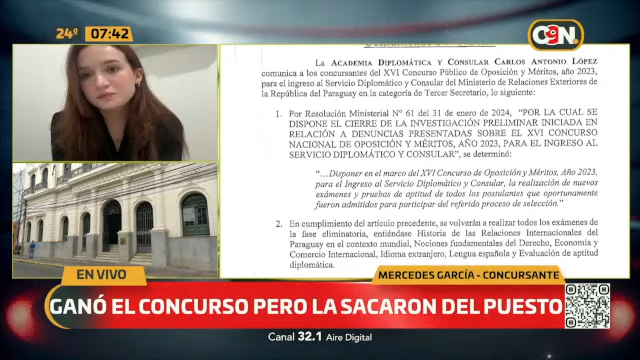 24° 07:42
C9N
La ACADEMIA DIPLOMÁTICA Y CONSULAR CARLOS ANTONIO LÓPEZ
comunica a los concursantes del XVI Concurso Público de Oposición y Méritos, año 2023,
para el ingreso al Servicio Diplomático y Consular del Ministerio de Relaciones Exteriores de
la República del Paraguay en la categoría de Tercer Secretario, lo siguiente:
1. Por Resolución Ministerial N° 61 del 31 de enero de 2024, “POR LA CUAL SE
DISPONE EL CIERRE DE LA INVESTIGACIÓN PRELIMINAR INICIADA EN
RELACIÓN A DENUNCIAS PRESENTADAS SOBRE EL XVI CONCURSO
NACIONAL DE OPOSICIÓN Y MÉRITOS, AÑO 2023, PARA EL INGRESO AL
SERVICIO DIPLOMÁTICO Y CONSULAR”, se determinó:
“...Disponer en el marco del XVI Concurso de Oposición y Méritos, Año 2023,
para el Ingreso al Servicio Diplomático y Consular, la realización de nuevos
exámenes y pruebas de aptitud de todos los postulantes que oportunamente
fueron admitidos para participar del referido proceso de selección.”
2. En cumplimiento del artículo precedente, se volverán a realizar todos los exámenes de
la fase eliminatoria, entiéndase Historia de las Relaciones Internacionales del
Paraguay en el contexto mundial, Nociones fundamentales del Derecho, Economía y
Comercio Internacional, Idioma extranjero, Lengua española y Evaluación de aptitud
diplomática.
EN VIVO
MERCEDES GARCÍA - CONCURSANTE
GANÓ EL CONCURSO PERO LA SACARON DEL PUESTO
Canal 32.1 Aire Digital